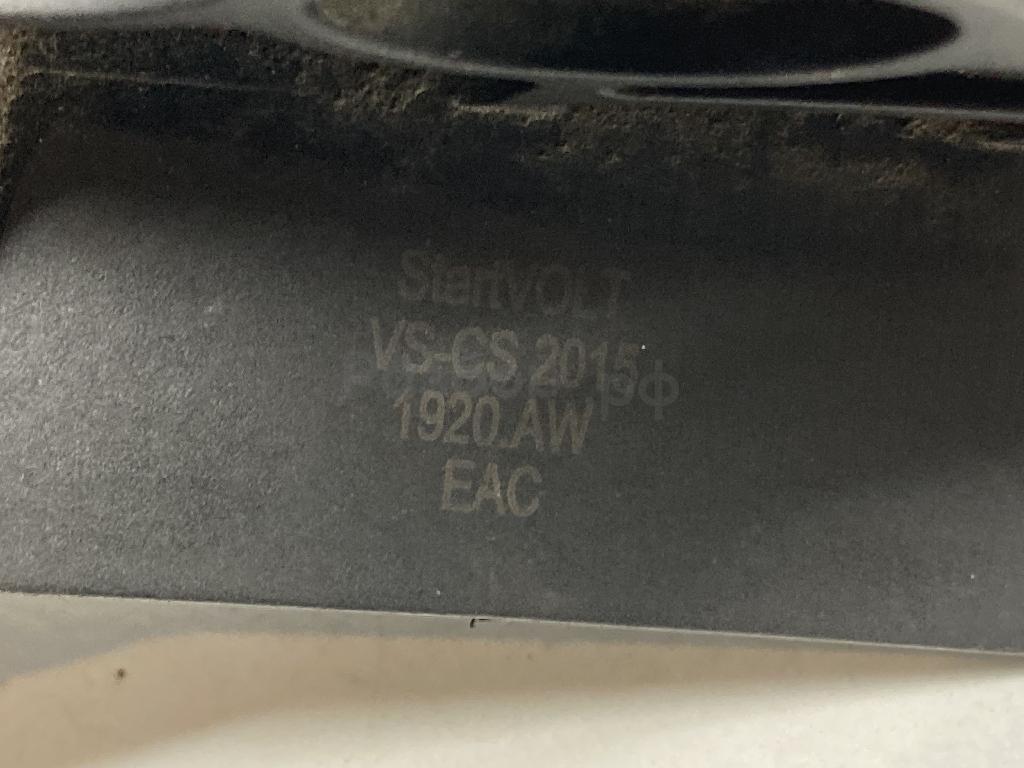 StartVOLT
VS-CS 2015
1920.AW
EAC